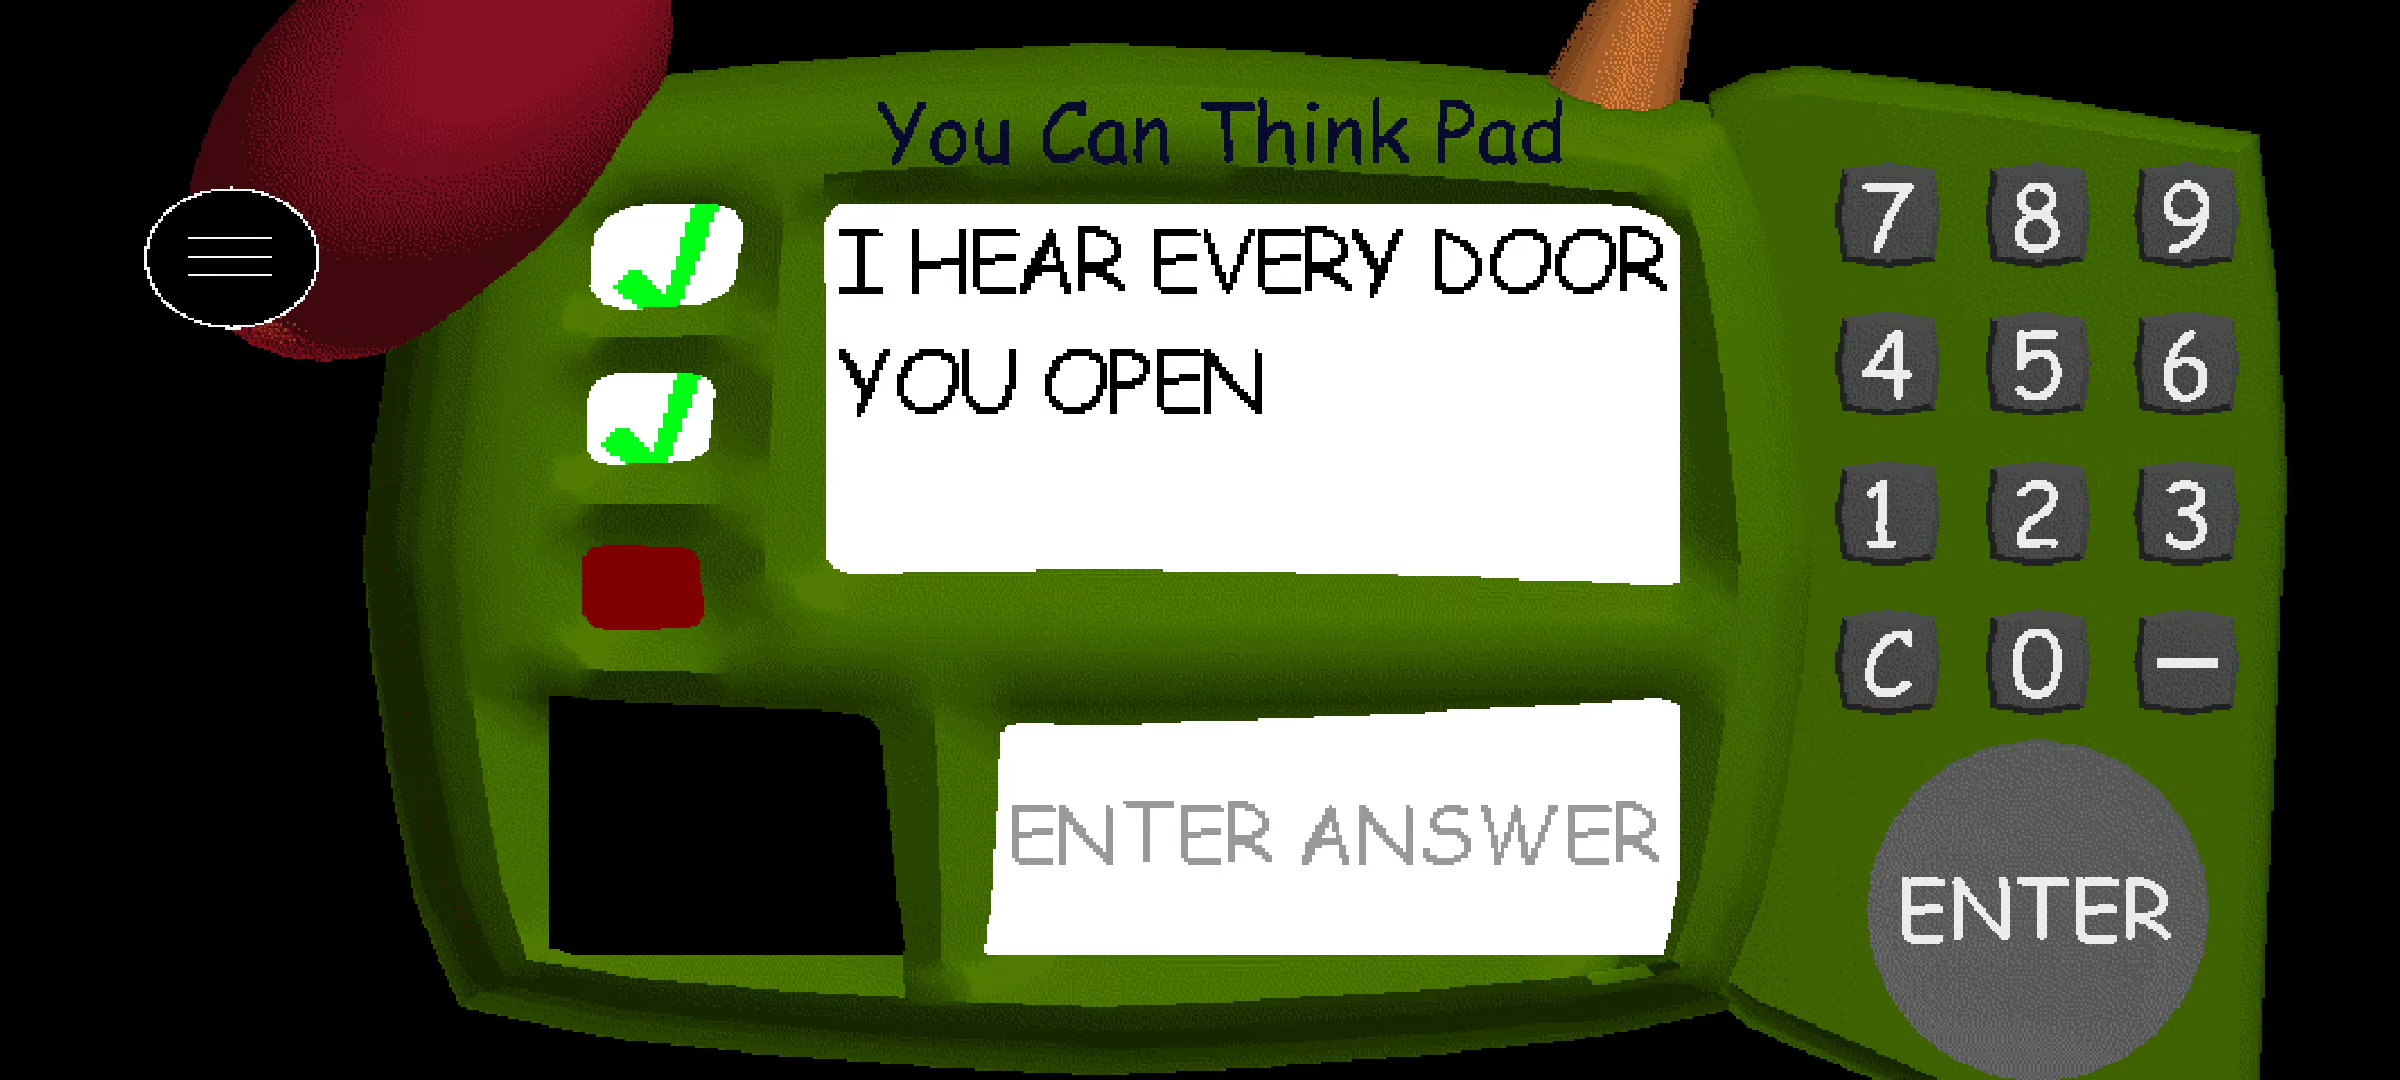 You Can Think Pad
I HEAR EVERY DOOR
YOU OPEN
7 8 9
4 5 6
1 2 3
C 0 —
ENTER ANSWER
ENTER